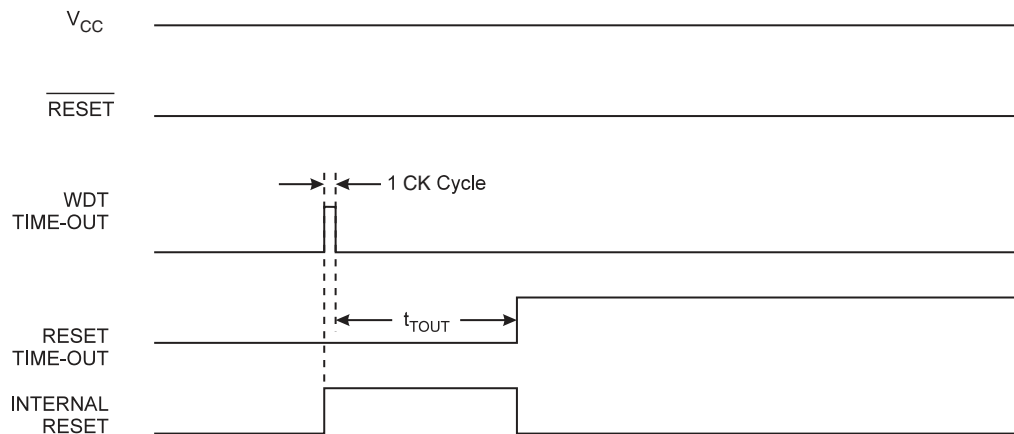 VCC
RESET
1 CK Cycle
WDT
TIME-OUT
tTOUT
RESET
TIME-OUT
INTERNAL
RESET